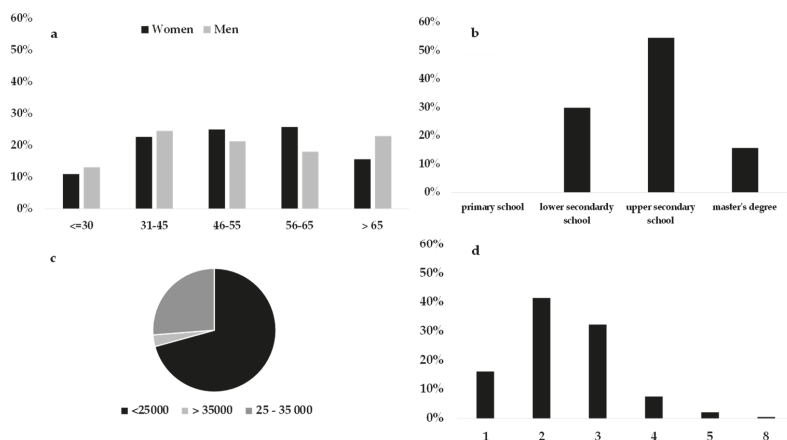 a
Women Men
60%
50%
40%
30%
20%
10%
0%
<=30 31-45 46-55 56-65 > 65
b
60%
50%
40%
30%
20%
10%
0%
primary school lower secondardy upper secondary master's degree
school school
c
<25000 > 35000 25 - 35 000
d
60%
50%
40%
30%
20%
10%
0%
1 2 3 4 5 8